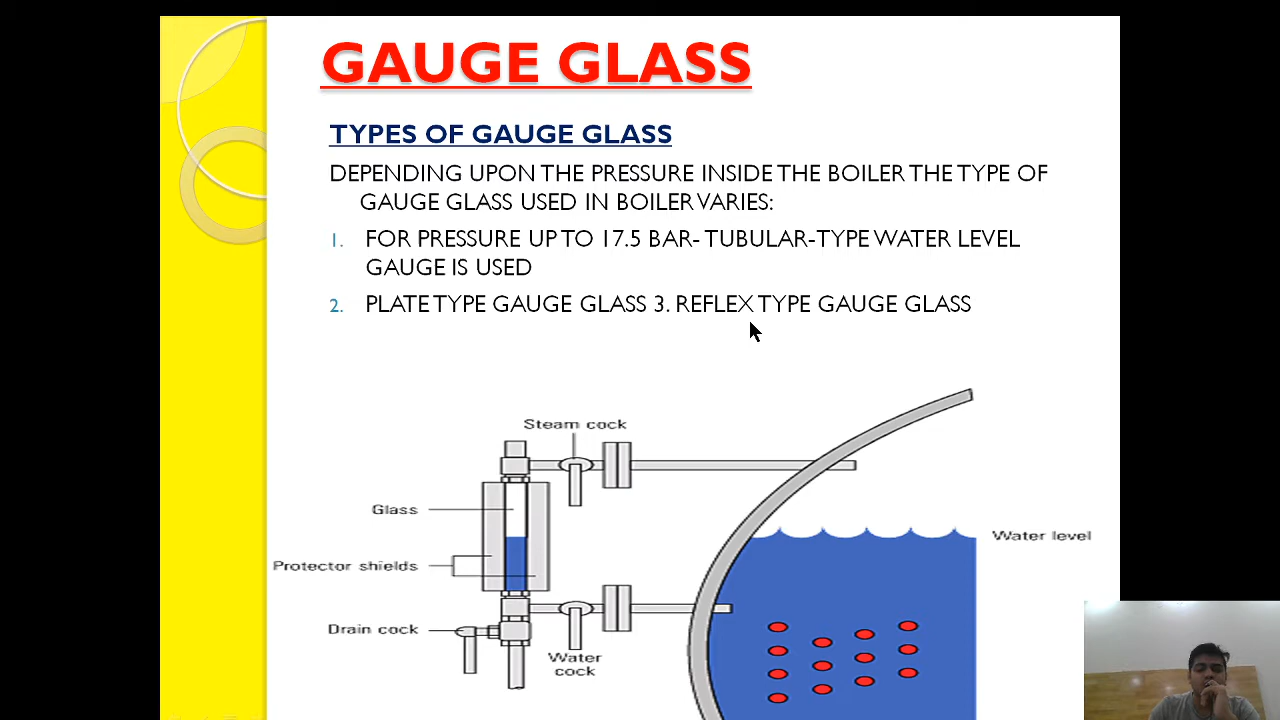 GAUGE GLASS
TYPES OF GAUGE GLASS
DEPENDING UPON THE PRESSURE INSIDE THE BOILER THE TYPE OF
GAUGE GLASS USED IN BOILER VARIES:
1. FOR PRESSURE UP TO 17.5 BAR- TUBULAR-TYPE WATER LEVEL
GAUGE IS USED
2. PLATE TYPE GAUGE GLASS 3. REFLEX TYPE GAUGE GLASS
Steam cock
Glass
Water level
Protector shields
Drain cock
Water
cock